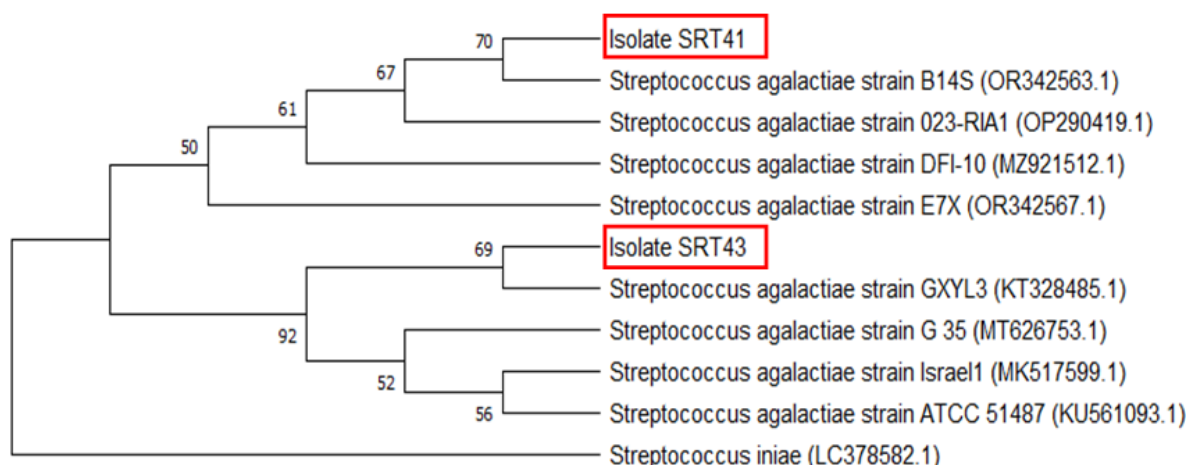 70
Isolate SRT41
67
Streptococcus agalactiae strain B14S (OR342563.1)
61
Streptococcus agalactiae strain 023-RIA1 (OP290419.1)
50
Streptococcus agalactiae strain DFI-10 (MZ921512.1)
Streptococcus agalactiae strain E7X (OR342567.1)
69
Isolate SRT43
Streptococcus agalactiae strain GXYL3 (KT328485.1)
92
Streptococcus agalactiae strain G 35 (MT626753.1)
52
Streptococcus agalactiae strain Israel1 (MK517599.1)
56
Streptococcus agalactiae strain ATCC 51487 (KU561093.1)
Streptococcus iniae (LC378582.1)